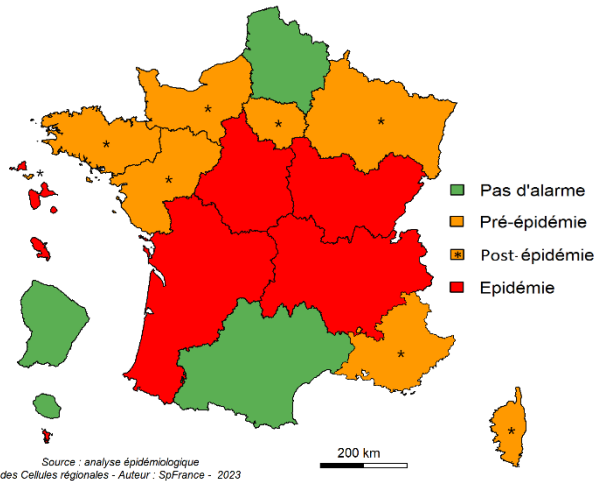 Pas d'alarme
Pré-épidémie
Post-épidémie
Epidémie
200 km
Source : analyse épidémiologique
des Cellules régionales - Auteur : SpFrance - 2023